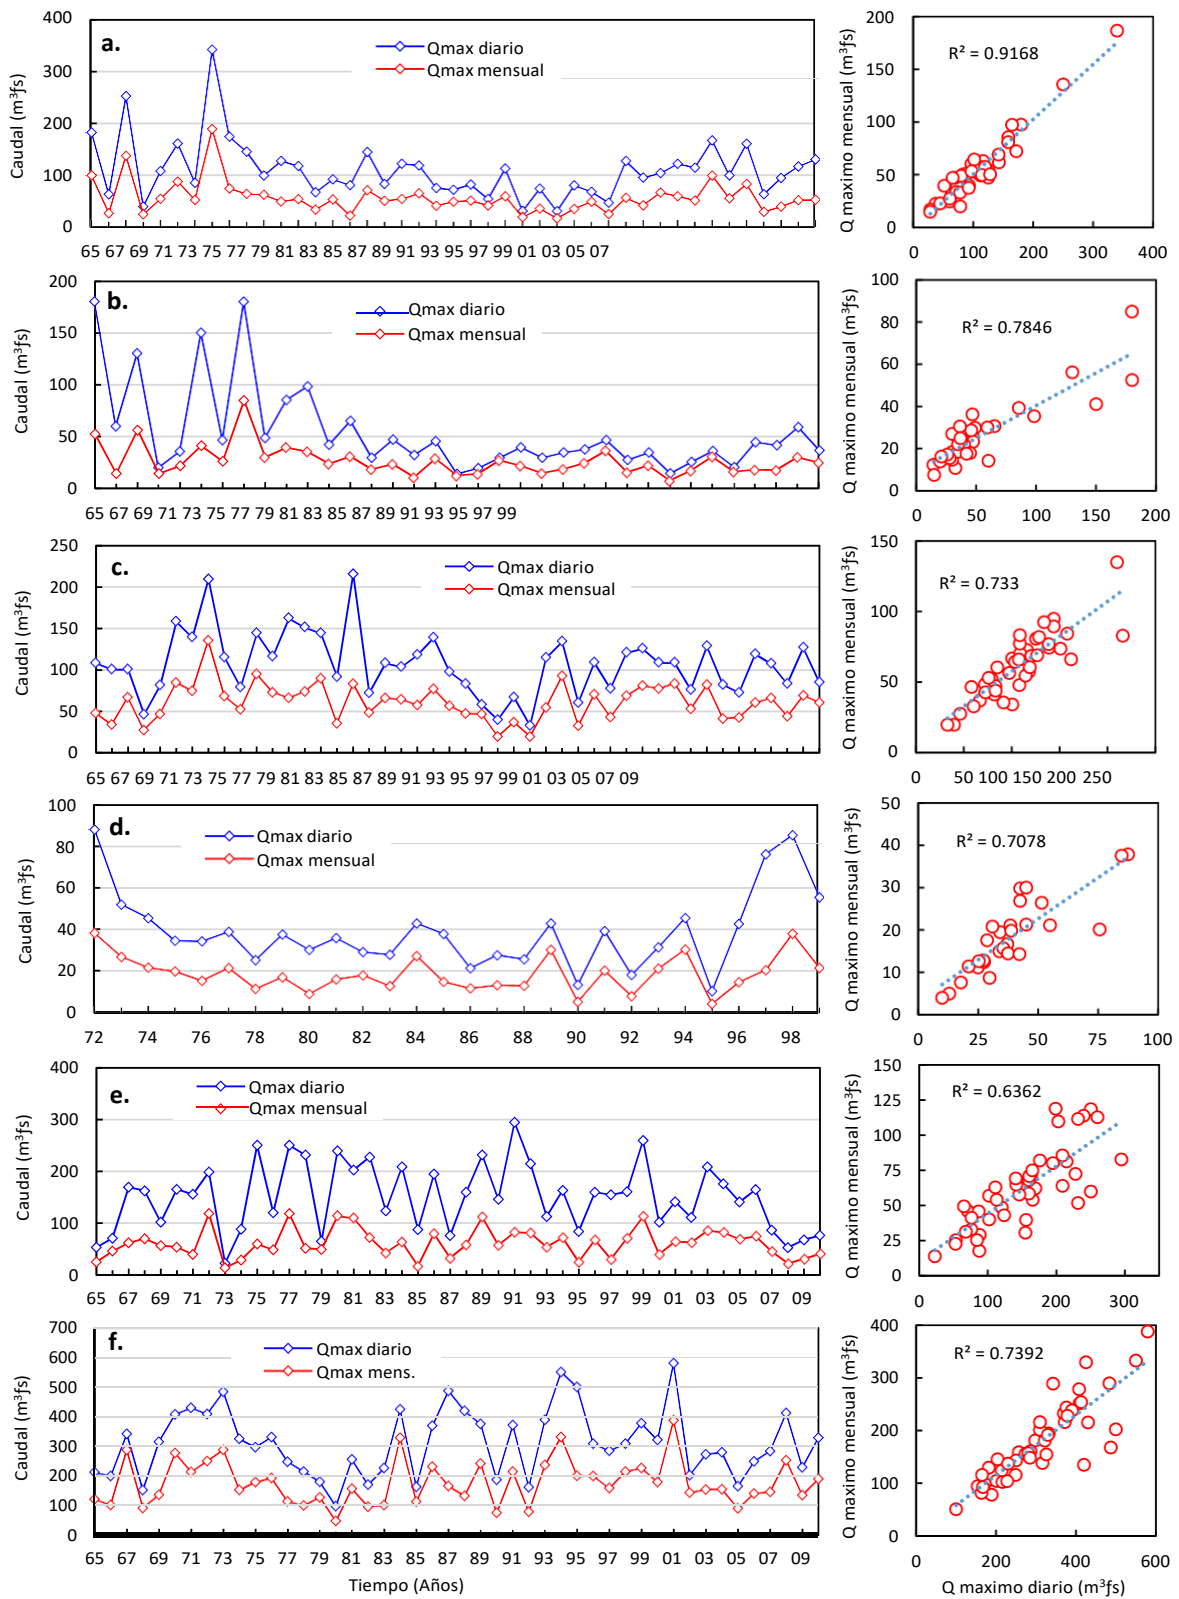 a.
Qmax diario
Qmax mensual
Caudal (m³ƒs)
400
300
200
100
0
65 67 69 71 73 75 77 79 81 83 85 87 89 91 93 95 97 99 01 03 05 07
Q maximo mensual (m³ƒs)
R² = 0.9168
200
150
100
50
0
0 100 200 300 400
b.
Qmax diario
Qmax mensual
Caudal (m³ƒs)
200
150
100
50
0
65 67 69 71 73 75 77 79 81 83 85 87 89 91 93 95 97 99
Q maximo mensual (m³ƒs)
R² = 0.7846
100
80
60
40
20
0
0 50 100 150 200
c.
Qmax diario
Qmax mensual
Caudal (m³ƒs)
250
200
150
100
50
0
65 67 69 71 73 75 77 79 81 83 85 87 89 91 93 95 97 99 01 03 05 07 09
Q maximo mensual (m³ƒs)
R² = 0.733
150
100
50
0
50 100 150 200 250
d.
Qmax diario
Qmax mensual
Caudal (m³ƒs)
100
80
60
40
20
0
72 74 76 78 80 82 84 86 88 90 92 94 96 98
Q maximo mensual (m³ƒs)
R² = 0.7078
50
40
30
20
10
0
0 25 50 75 100
e.
Qmax diario
Qmax mensual
Caudal (m³ƒs)
400
300
200
100
0
65 67 69 71 73 75 77 79 81 83 85 87 89 91 93 95 97 99 01 03 05 07 09
Q maximo mensual (m³ƒs)
R² = 0.6362
150
125
100
75
50
25
0
0 100 200 300
f.
Qmax diario
Qmax mens.
Caudal (m³ƒs)
700
600
500
400
300
200
100
0
65 67 69 71 73 75 77 79 81 83 85 87 89 91 93 95 97 99 01 03 05 07 09
Tiempo (Años)
Q maximo mensual (m³ƒs)
R² = 0.7392
400
300
200
100
0
0 200 400 600
Q maximo diario (m³ƒs)